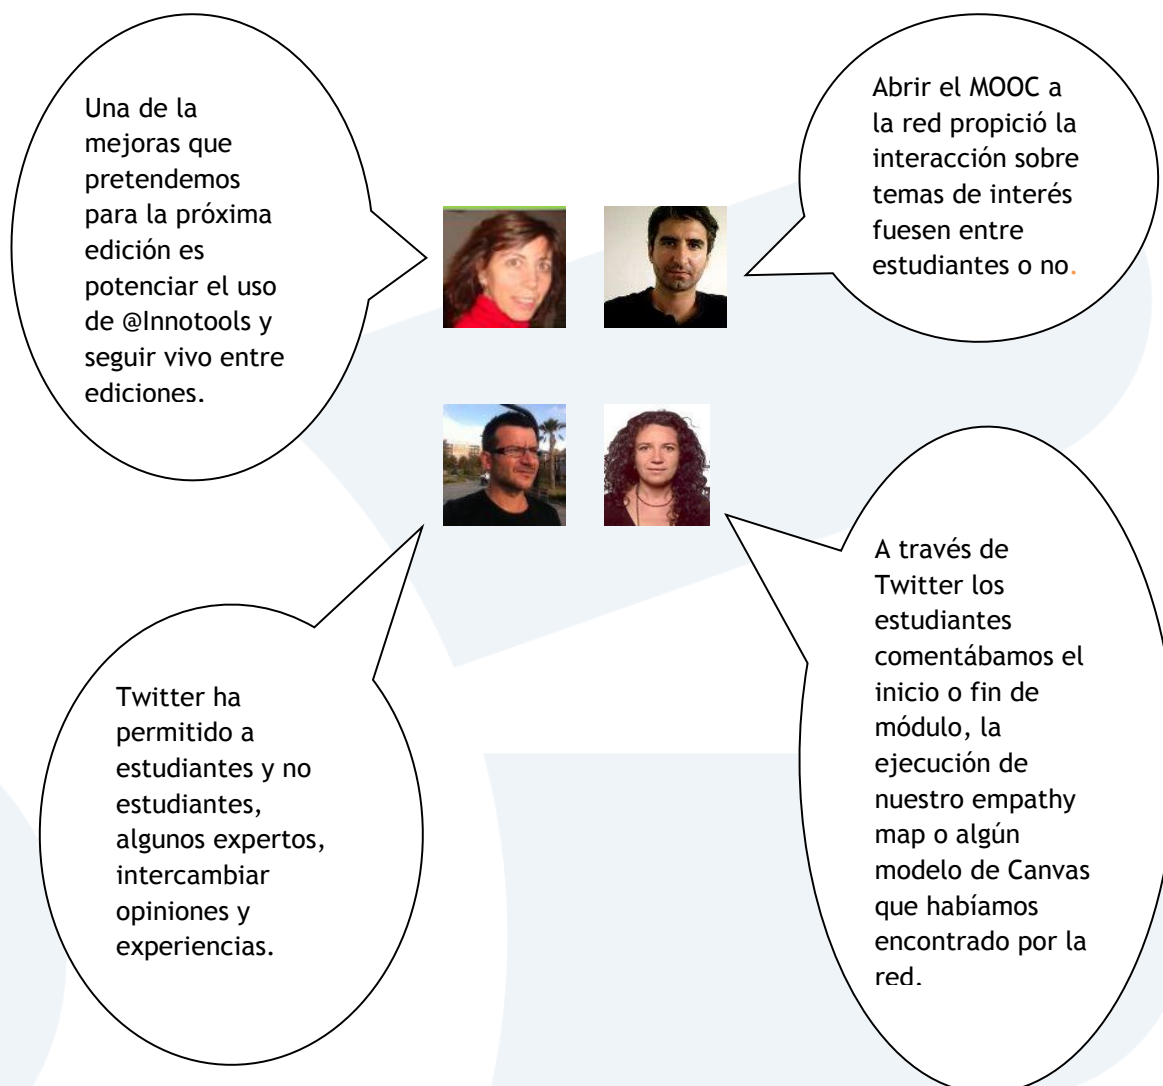 Una de la
mejoras que
pretendemos
para la próxima
edición es
potenciar el uso
de @Innotools y
seguir vivo entre
ediciones.
Abrir el MOOC a
la red propició la
interacción sobre
temas de interés
fuesen entre
estudiantes o no.
Twitter ha
permitido a
estudiantes y no
estudiantes,
algunos expertos,
intercambiar
opiniones y
experiencias.
A través de
Twitter los
estudiantes
comentábamos el
inicio o fin de
módulo, la
ejecución de
nuestro empathy
map o algún
modelo de Canvas
que habíamos
encontrado por la
red.